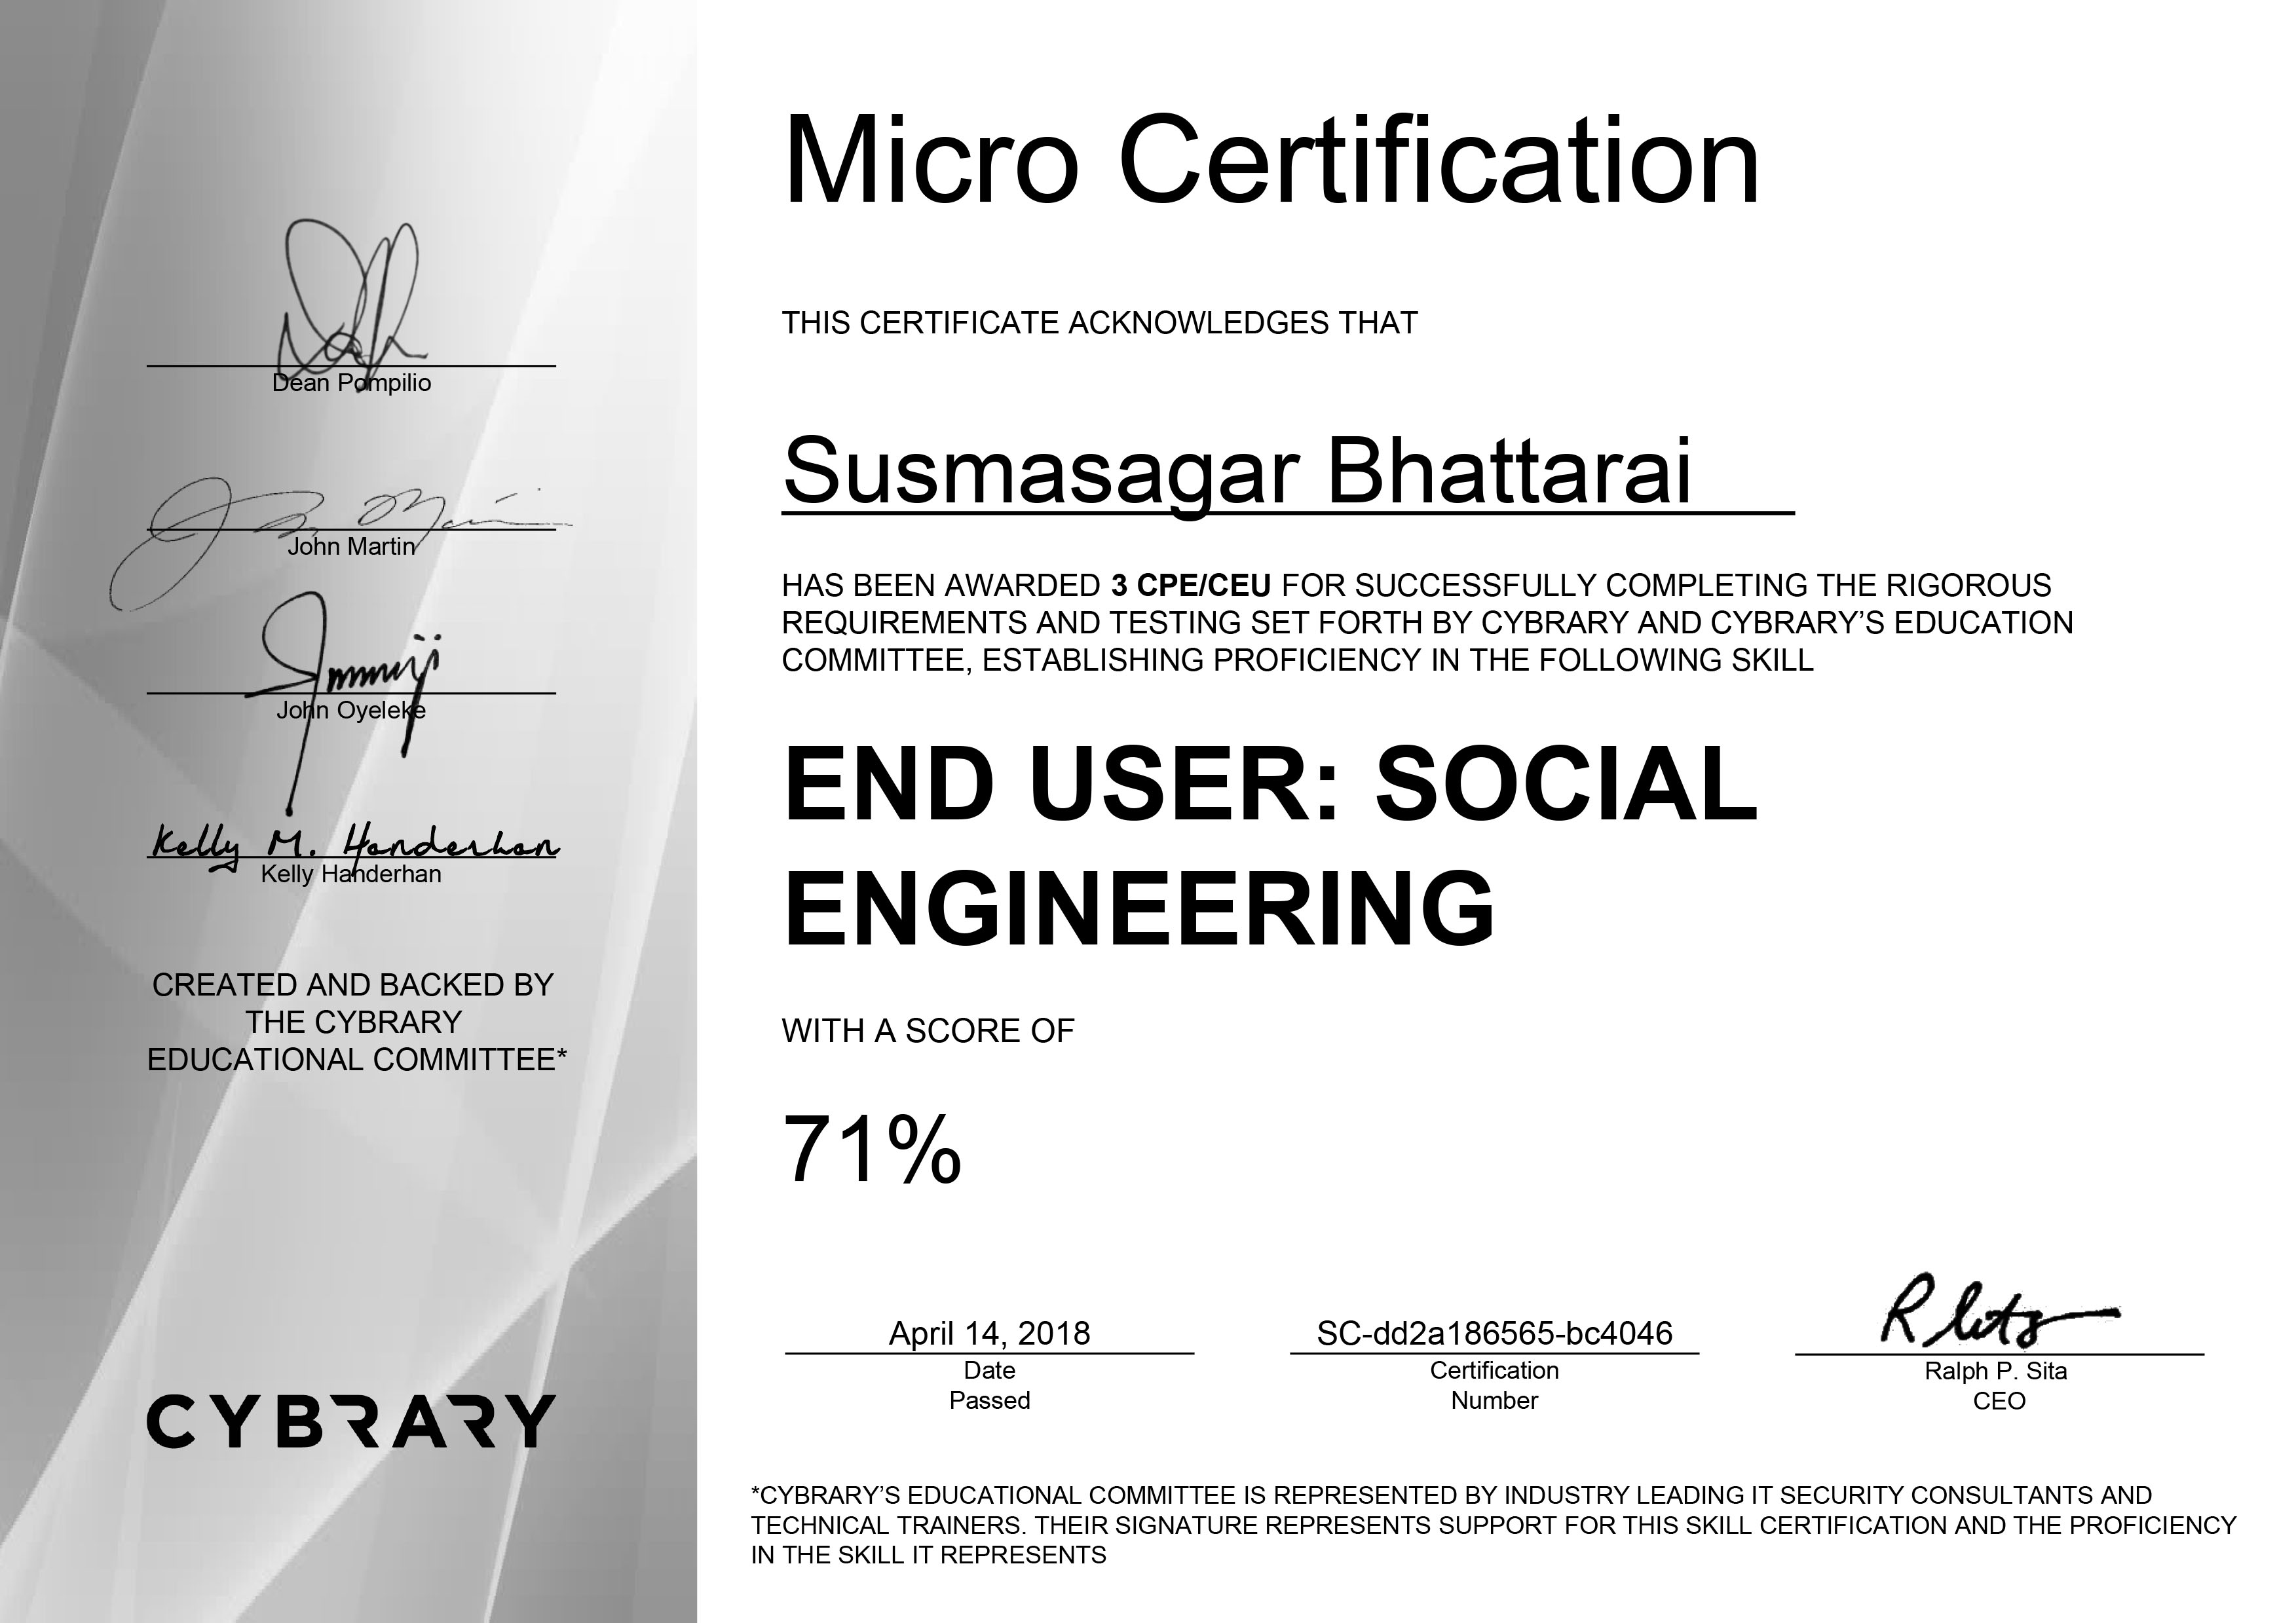 Dean Pompilio
John Martin
John Oyeleke
Kelly M. Handerhan
Kelly Handerhan
CREATED AND BACKED BY
THE CYBRARY
EDUCATIONAL COMMITTEE*
CYBRARY
Micro Certification
THIS CERTIFICATE ACKNOWLEDGES THAT
Susmasagar Bhattarai
HAS BEEN AWARDED 3 CPE/CEU FOR SUCCESSFULLY COMPLETING THE RIGOROUS
REQUIREMENTS AND TESTING SET FORTH BY CYBRARY AND CYBRARY’S EDUCATION
COMMITTEE, ESTABLISHING PROFICIENCY IN THE FOLLOWING SKILL
END USER: SOCIAL
ENGINEERING
WITH A SCORE OF
71%
April 14, 2018
Date
Passed
SC-dd2a186565-bc4046
Certification
Number
Ralph P. Sita
CEO
*CYBRARY’S EDUCATIONAL COMMITTEE IS REPRESENTED BY INDUSTRY LEADING IT SECURITY CONSULTANTS AND
TECHNICAL TRAINERS. THEIR SIGNATURE REPRESENTS SUPPORT FOR THIS SKILL CERTIFICATION AND THE PROFICIENCY
IN THE SKILL IT REPRESENTS